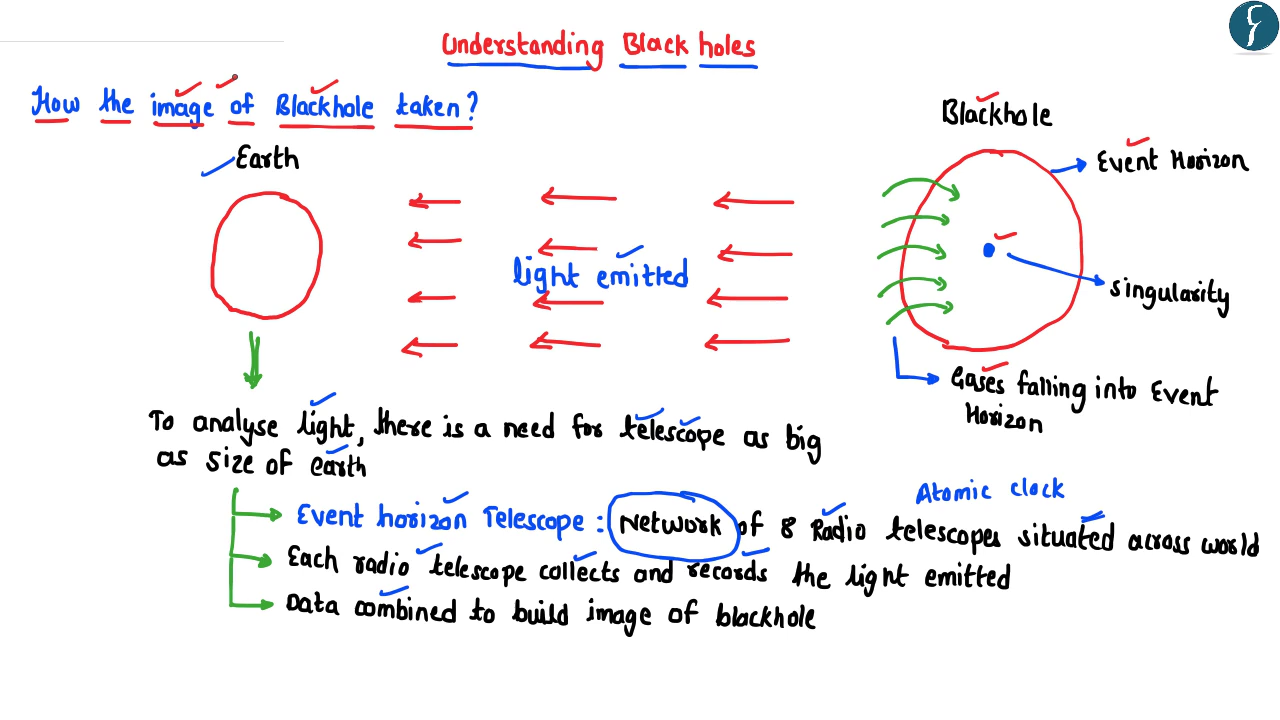 Understanding Black holes
How the image of Blackhole taken?
Blackhole
Earth
Event Horizon
light emitted
singularity
Gases falling into Event
Horizon
To analyse light, there is a need for telescope as big
as size of earth
Atomic clock
Event horizon Telescope : Network of 8 Radio telescopes situated across world
Each radio telescope collects and records the light emitted
Data combined to build image of blackhole